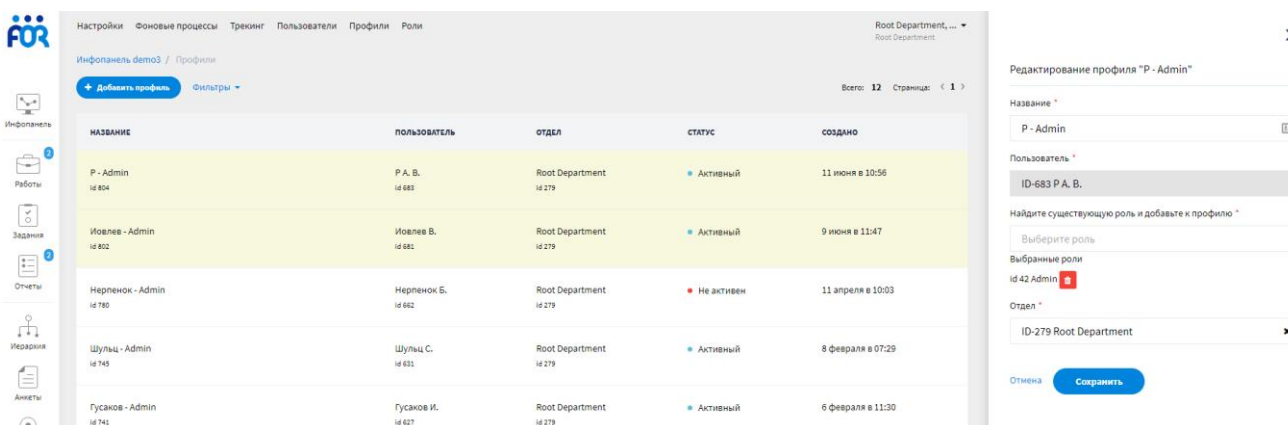 FOR
Настройки Фоновые процессы Трекинг Пользователи Профили Роли
Root Department, ...
Root Department
Инфопанель demo3 / Профили
+ Добавить профиль Фильтры
Всего: 12 Страница: < 1 >
НАЗВАНИЕ ПОЛЬЗОВАТЕЛЬ ОТДЕЛ СТАТУС СОЗДАНО
P - Admin P A. B. Root Department Активный 11 июня в 10:56
id 804 id 683 id 279
Иовлев - Admin Иовлев В. Root Department Активный 9 июня в 11:47
id 802 id 681 id 279
Нерпенок - Admin Нерпенок Б. Root Department Не активен 11 апреля в 10:03
id 780 id 662 id 279
Шульц - Admin Шульц С. Root Department Активный 8 февраля в 07:29
id 745 id 631 id 279
Гусаков - Admin Гусаков И. Root Department Активный 6 февраля в 11:30
id 741 id 627 id 279
Инфопанель
2
Работы
Задания
2
Отчеты
Иерархия
Анкеты
Редактирование профиля "P - Admin"
Название *
P - Admin
Пользователь *
ID-683 P A. B.
Найдите существующую роль и добавьте к профилю *
Выберите роль
Выбранные роли
id 42 Admin
Отдел *
ID-279 Root Department
Отмена Сохранить